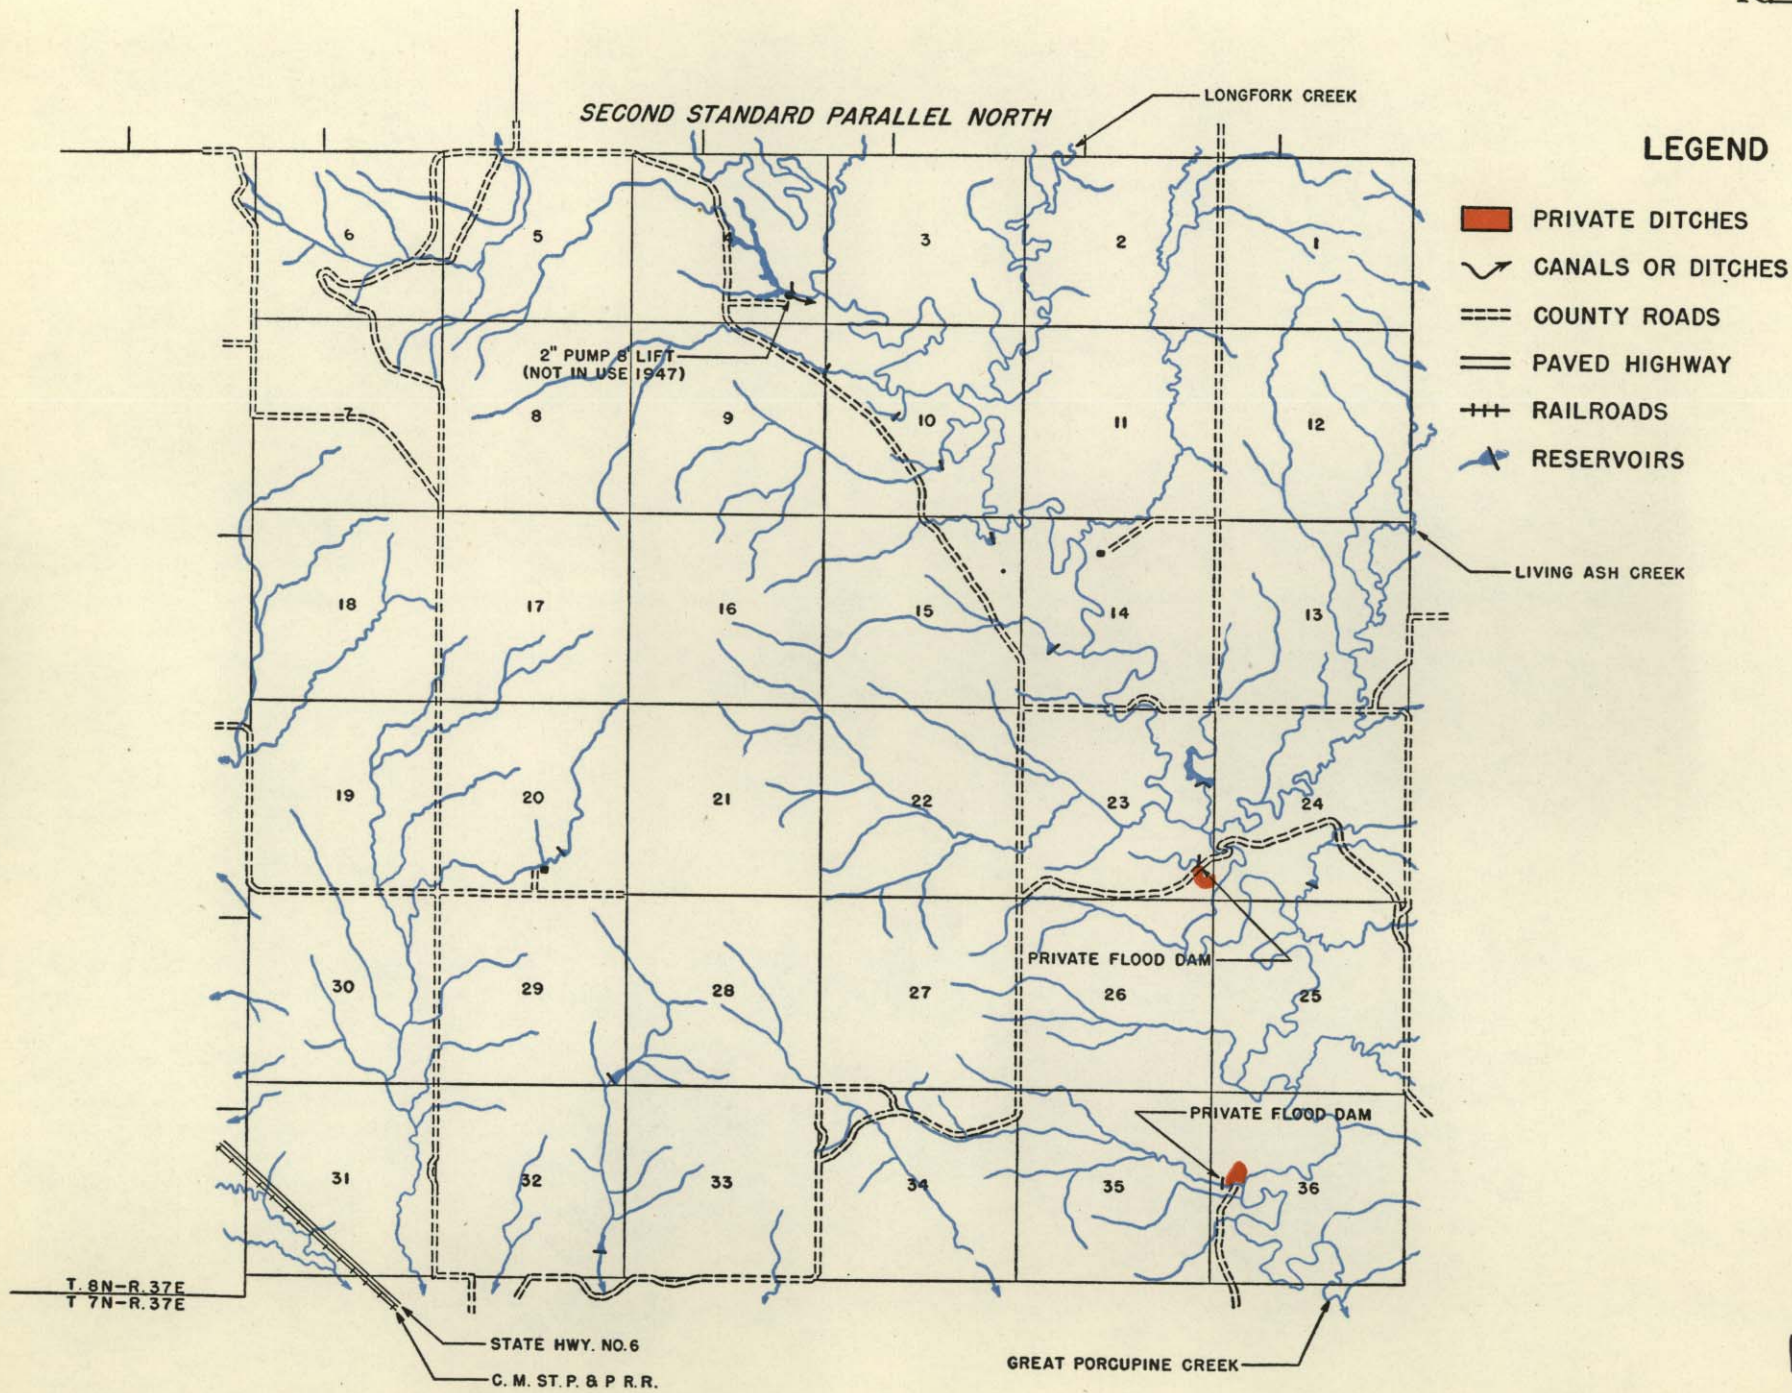 LONGFORK CREEK
SECOND STANDARD PARALLEL NORTH
LEGEND
PRIVATE DITCHES
CANALS OR DITCHES
COUNTY ROADS
PAVED HIGHWAY
RAILROADS
RESERVOIRS
6
5
4
3
2
1
2" PUMP & LIFT
(NOT IN USE 1947)
7
8
9
10
11
12
LIVING ASH CREEK
18
17
16
15
14
13
19
20
21
22
23
24
PRIVATE FLOOD DAM
30
29
28
27
26
25
PRIVATE FLOOD DAM
31
32
33
34
35
36
T. 8N-R.37E
T 7N-R.37E
STATE HWY. NO.6
GREAT PORCUPINE CREEK
C. M. ST. P. & P R.R.